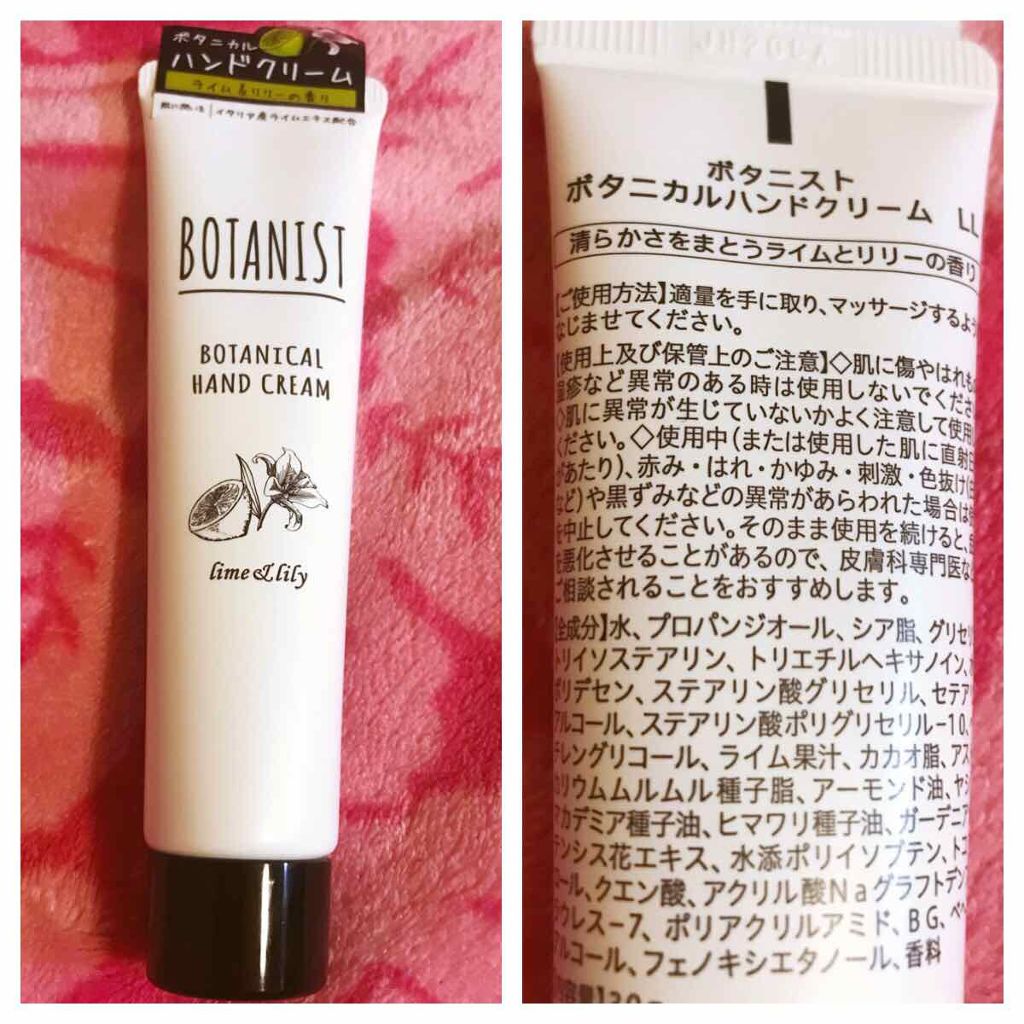 ボタニカル
ハンドクリーム
ライム&リリーの香り
イタリア産ライムエキス配合
BOTANIST
BOTANICAL
HAND CREAM
lime&lily
ボタニスト
ボタニカルハンドクリーム LL
清らかさをまとうライムとリリーの香り
【ご使用方法】適量を手に取り、マッサージするよう
なじませてください。
【使用上及び保管上のご注意】◇肌に傷やはれも
湿疹など異常のある時は使用しないでくださ
◇肌に異常が生じていないかよく注意して使用
ください。◇使用中(または使用した肌に直射日
があたり)、赤み・はれ・かゆみ・刺激・色抜け(白
など)や黒ずみなどの異常があらわれた場合は
を中止してください。そのまま使用を続けると、
を悪化させることがあるので、皮膚科専門医な
ご相談されることをおすすめします。
【全成分】水、プロパンジオール、シア脂、グリセリ
トリイソステアリン、トリエチルヘキサノイン、
ポリデセン、ステアリン酸グリセリル、セテア
アルコール、ステアリン酸ポリグリセリル-10、
チレングリコール、ライム果汁、カカオ脂、アス
カリウムムルムル種子脂、アーモンド油、ヤシ
カデミア種子油、ヒマワリ種子油、ガーデニア
テンシス花エキス、水添ポリイソブテン、トコ
ール、クエン酸、アクリル酸Naグラフトデン
ラウレス-7、ポリアクリルアミド、BG、ベ
アルコール、フェノキシエタノール、香料